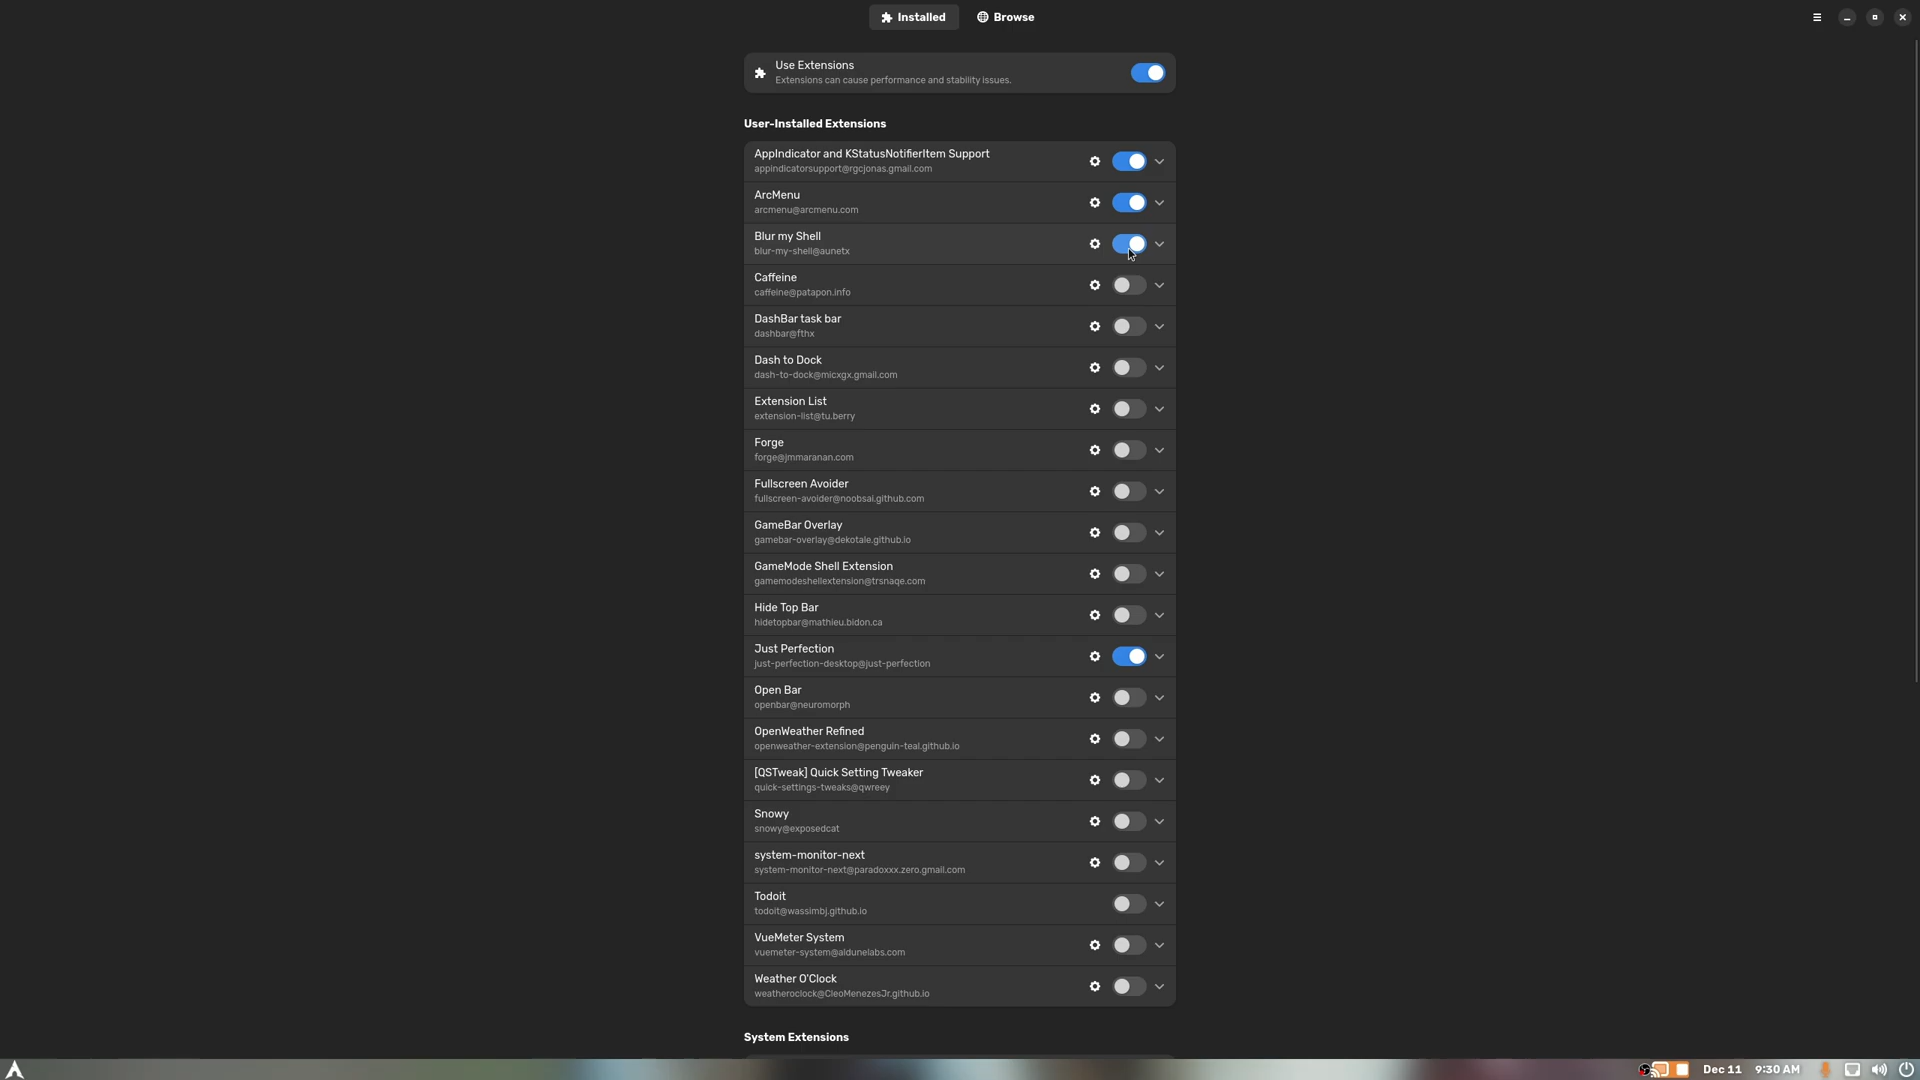 Installed
Browse
Use Extensions
Extensions can cause performance and stability issues.
User-Installed Extensions
AppIndicator and KStatusNotifierItem Support
appindicatorsupport@rgcjonas.gmail.com
ArcMenu
arcmenu@arcmenu.com
Blur my Shell
blur-my-shell@aunetx
Caffeine
caffeine@patapon.info
DashBar task bar
dashbar@fthx
Dash to Dock
dash-to-dock@micxgx.gmail.com
Extension List
extension-list@tu.berry
Forge
forge@jmmaranan.com
Fullscreen Avoider
fullscreen-avoider@noobsai.github.com
GameBar Overlay
gamebar-overlay@dekotale.github.io
GameMode Shell Extension
gamemodeshellextension@trsnaqe.com
Hide Top Bar
hidetopbar@mathieu.bidon.ca
Just Perfection
just-perfection-desktop@just-perfection
Open Bar
openbar@neuromorph
OpenWeather Refined
openweather-extension@penguin-teal.github.io
[QSTweak] Quick Setting Tweaker
quick-settings-tweaks@qwreey
Snowy
snowy@exposedcat
system-monitor-next
system-monitor-next@paradoxxx.zero.gmail.com
Todoit
todoit@wassimbj.github.io
VueMeter System
vuemeter-system@aldunelabs.com
Weather O'Clock
weatheroclock@CleoMenezesJr.github.io
System Extensions
Dec 11 9:30 AM